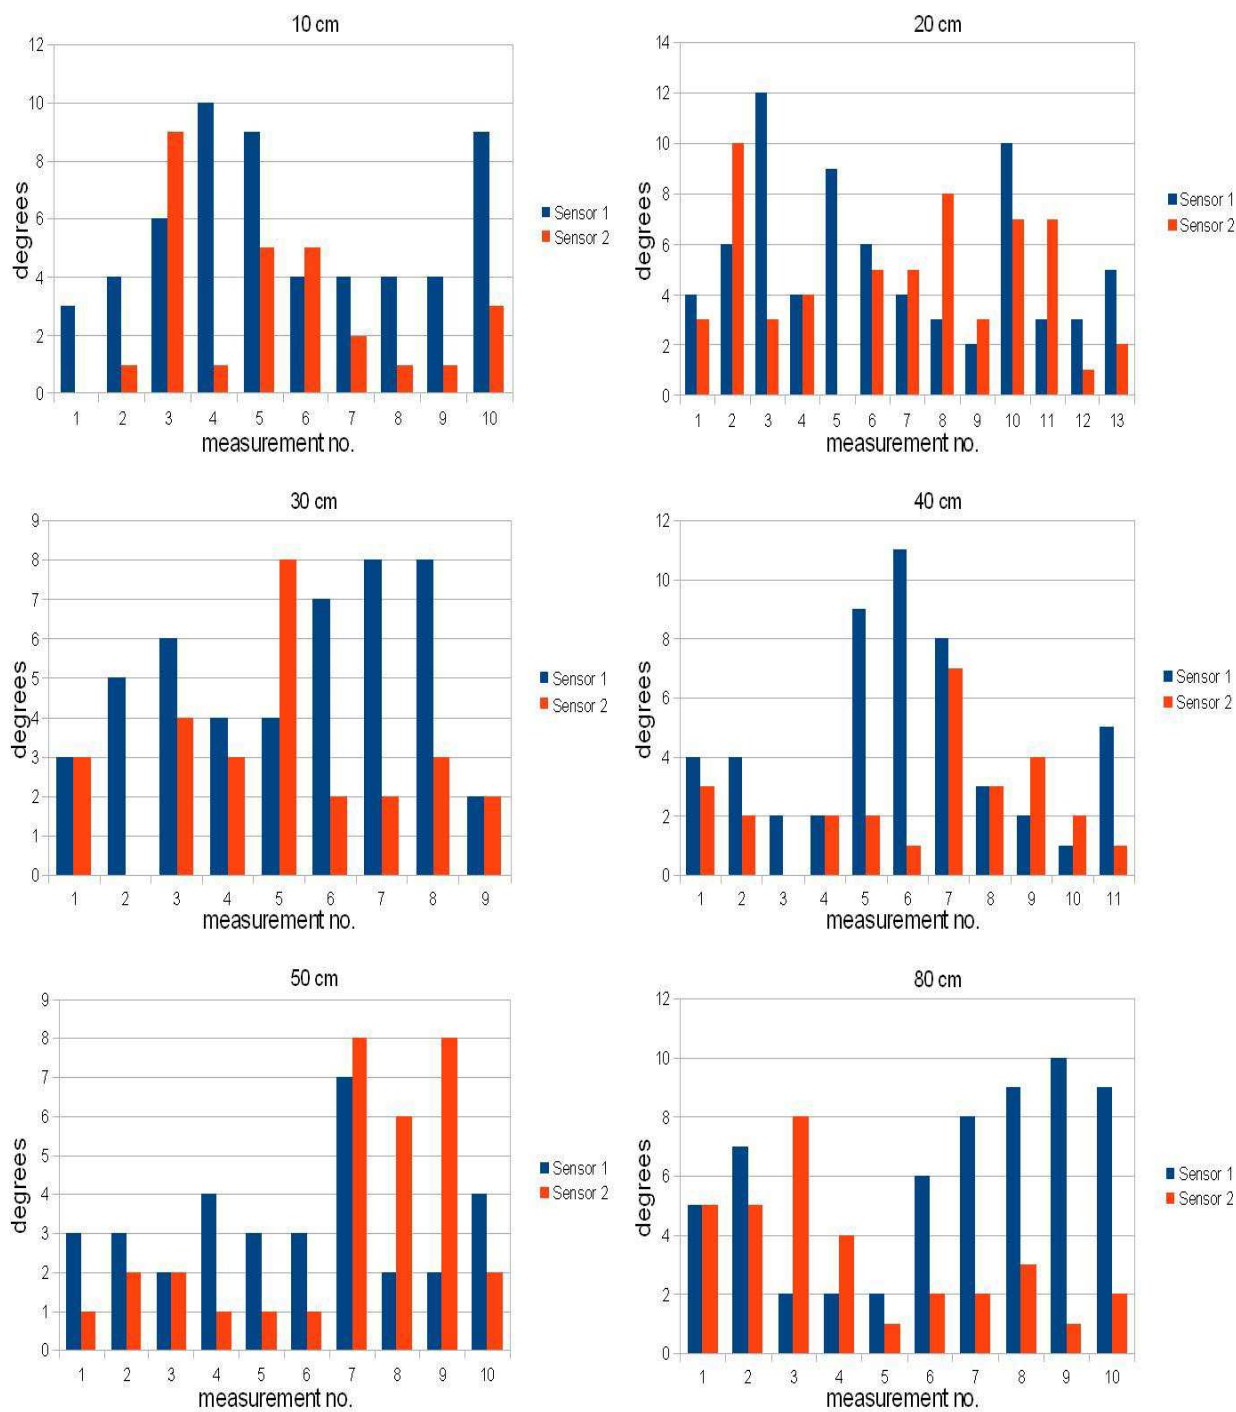 10 cm
12
10
8
6
4
2
0
degrees
1 2 3 4 5 6 7 8 9 10
measurement no.
Sensor 1
Sensor 2
20 cm
14
12
10
8
6
4
2
0
degrees
1 2 3 4 5 6 7 8 9 10 11 12 13
measurement no.
Sensor 1
Sensor 2
30 cm
9
8
7
6
5
4
3
2
1
0
degrees
1 2 3 4 5 6 7 8 9
measurement no.
Sensor 1
Sensor 2
40 cm
12
10
8
6
4
2
0
degrees
1 2 3 4 5 6 7 8 9 10 11
measurement no.
Sensor 1
Sensor 2
50 cm
9
8
7
6
5
4
3
2
1
0
degrees
1 2 3 4 5 6 7 8 9 10
measurement no.
Sensor 1
Sensor 2
80 cm
12
10
8
6
4
2
0
degrees
1 2 3 4 5 6 7 8 9 10
measurement no.
Sensor 1
Sensor 2